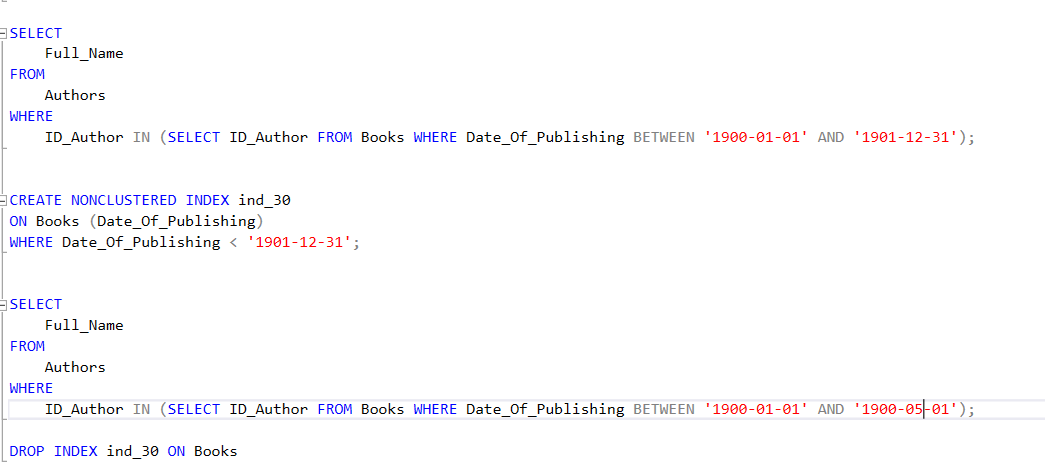 SELECT
    Full_Name
FROM
    Authors
WHERE
    ID_Author IN (SELECT ID_Author FROM Books WHERE Date_Of_Publishing BETWEEN '1900-01-01' AND '1901-12-31');
CREATE NONCLUSTERED INDEX ind_30
ON Books (Date_Of_Publishing)
WHERE Date_Of_Publishing < '1901-12-31';
SELECT
    Full_Name
FROM
    Authors
WHERE
    ID_Author IN (SELECT ID_Author FROM Books WHERE Date_Of_Publishing BETWEEN '1900-01-01' AND '1900-05-01');
DROP INDEX ind_30 ON Books